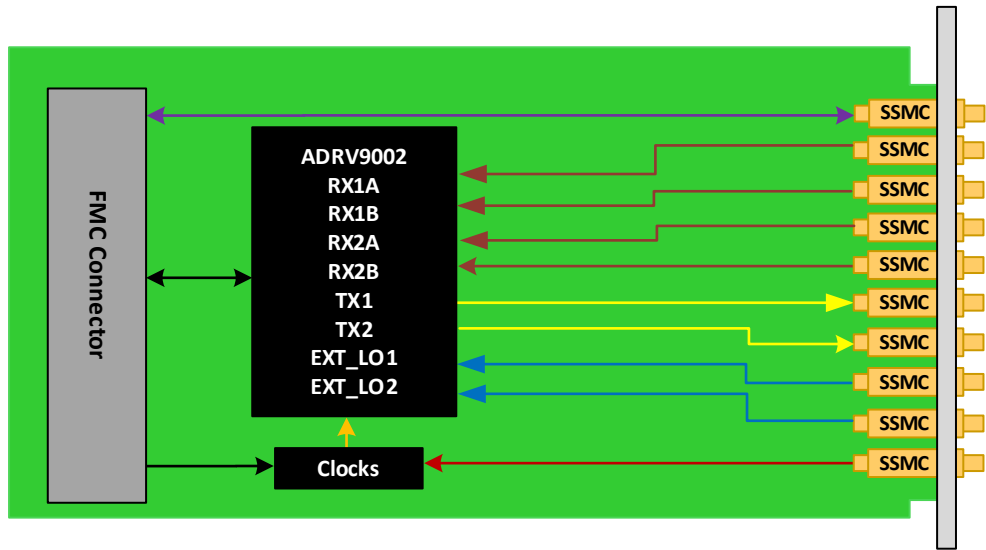 FMC Connector
ADRV9002
RX1A
RX1B
RX2A
RX2B
TX1
TX2
EXT_LO1
EXT_LO2
Clocks
SSMC
SSMC
SSMC
SSMC
SSMC
SSMC
SSMC
SSMC
SSMC
SSMC